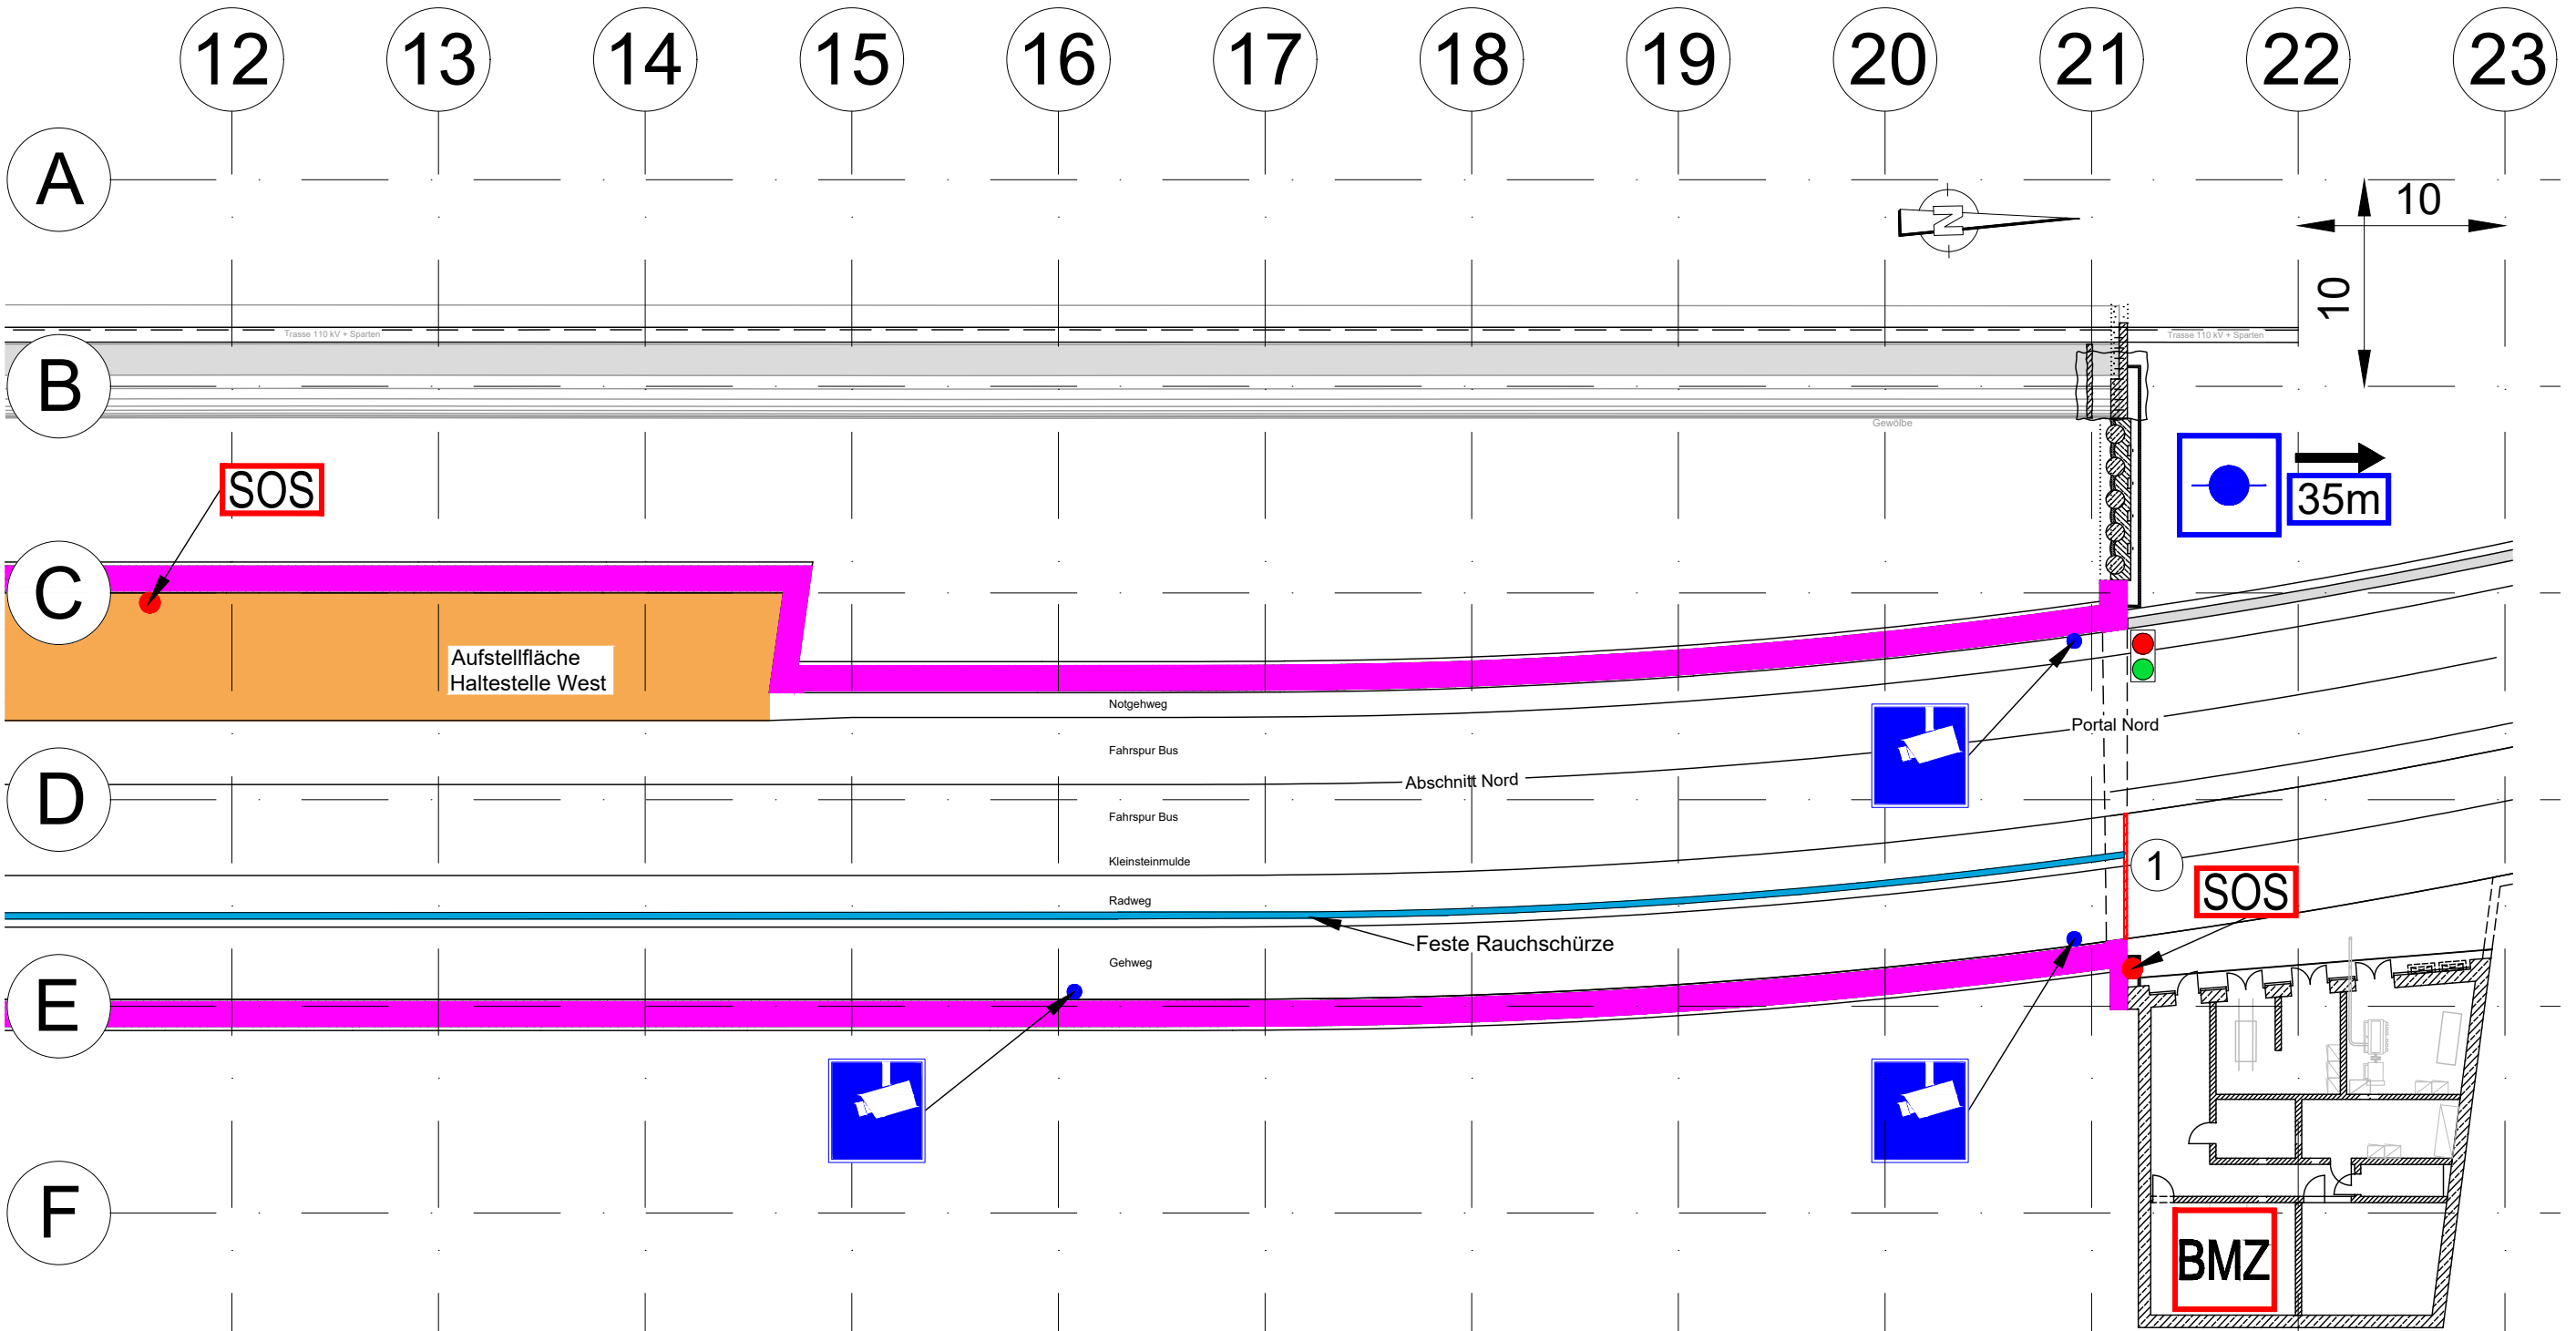 12 13 14 15 16 17 18 19 20 21 22 23
A
N
10
10
Trasse 110 kV + Sparten
Trasse 110 kV + Sparten
B
Gewölbe
SOS
35m
C
Aufstellfläche
Haltestelle West
Notgehweg
Portal Nord
Fahrspur Bus
Abschnitt Nord
D
Fahrspur Bus
Kleinsteinmulde
1
SOS
Radweg
Feste Rauchschürze
Gehweg
E
F
BMZ